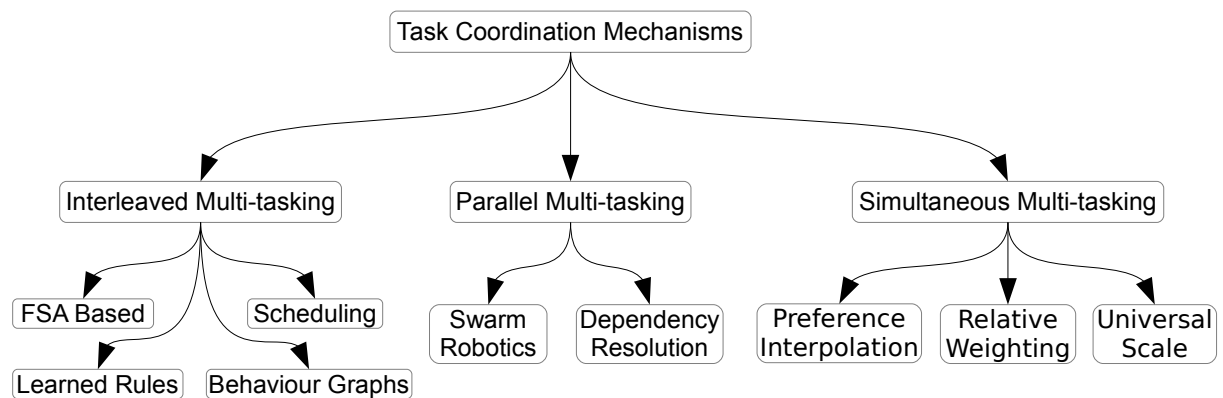 Task Coordination Mechanisms
Interleaved Multi-tasking
Parallel Multi-tasking
Simultaneous Multi-tasking
FSA Based
Scheduling
Learned Rules
Behaviour Graphs
Swarm
Robotics
Dependency
Resolution
Preference
Interpolation
Relative
Weighting
Universal
Scale